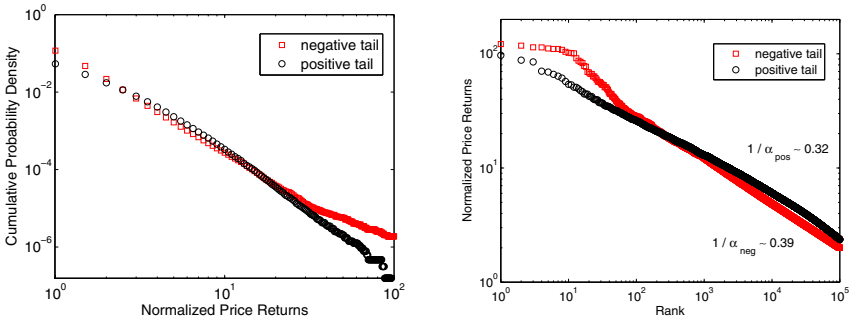 10^0
10^-2
10^-4
10^-6
Cumulative Probability Density
negative tail
positive tail
10^0
10^1
10^2
Normalized Price Returns
10^2
10^1
10^0
Normalized Price Returns
negative tail
positive tail
1 / α_pos ~ 0.32
1 / α_neg ~ 0.39
10^0
10^1
10^2
10^3
10^4
10^5
Rank